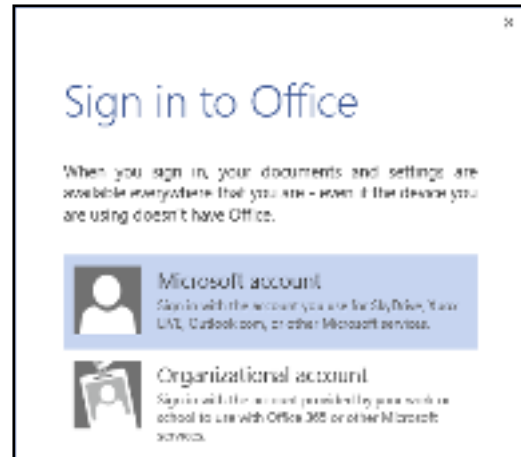 Sign in to Office
When you sign in, your documents and settings are
available everywhere that you are - even if the device you
are using doesn't have Office.
Microsoft account
Sign in with the account you use for SkyDrive, Xbox
LIVE, Outlook.com, or other Microsoft services.
Organizational account
Sign in with the account provided by your work or
school to use with Office 365 or other Microsoft
services.